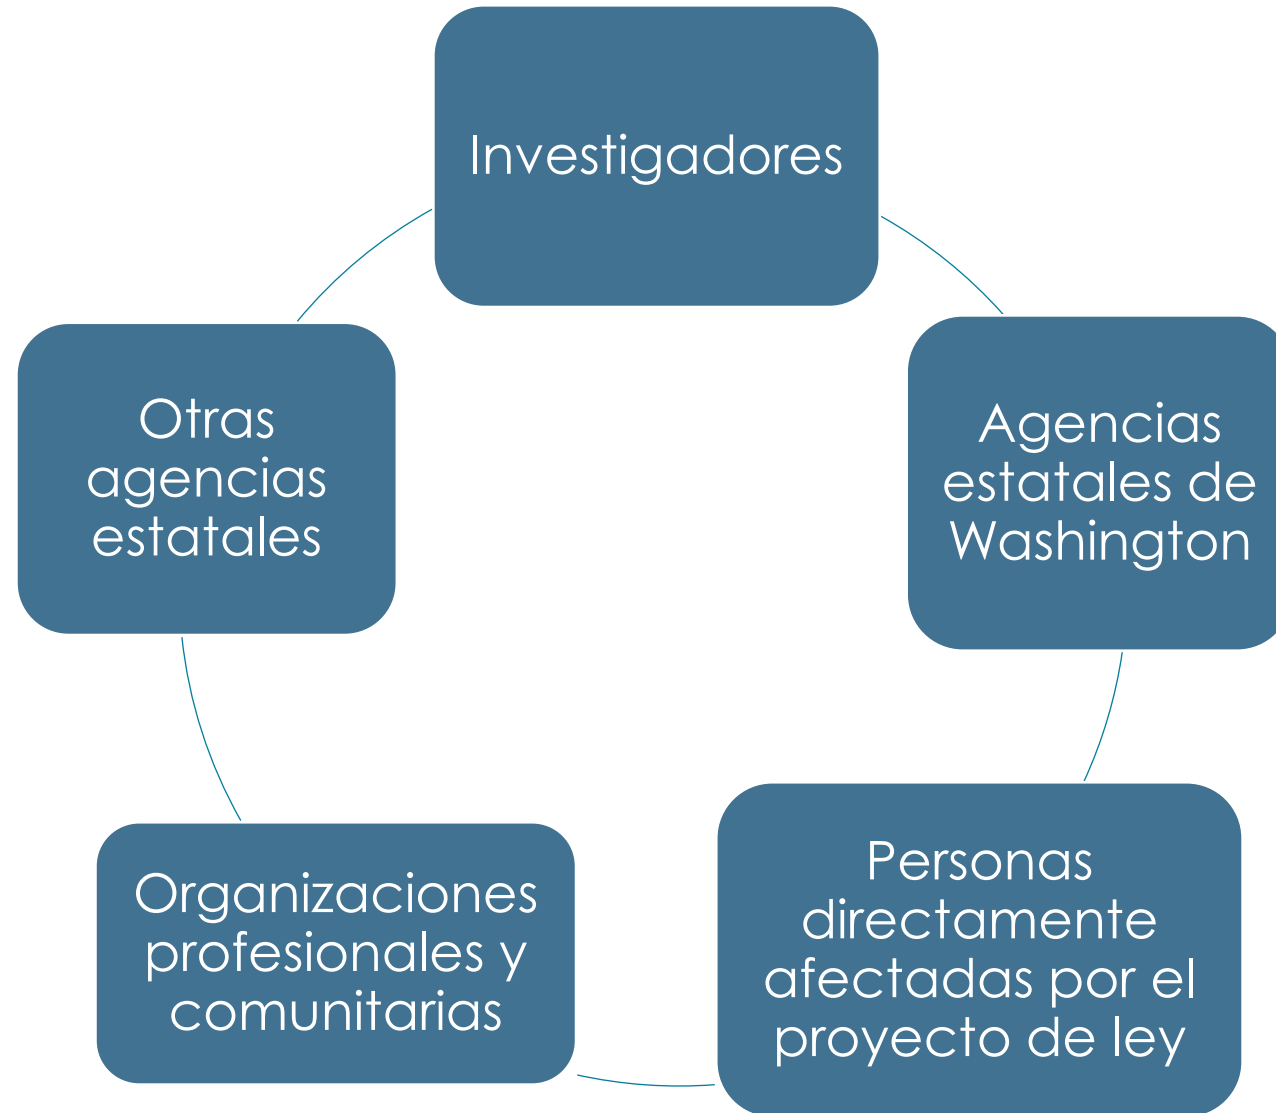 Investigadores
Agencias
estatales de
Washington
Personas
directamente
afectadas por el
proyecto de ley
Organizaciones
profesionales y
comunitarias
Otras
agencias
estatales